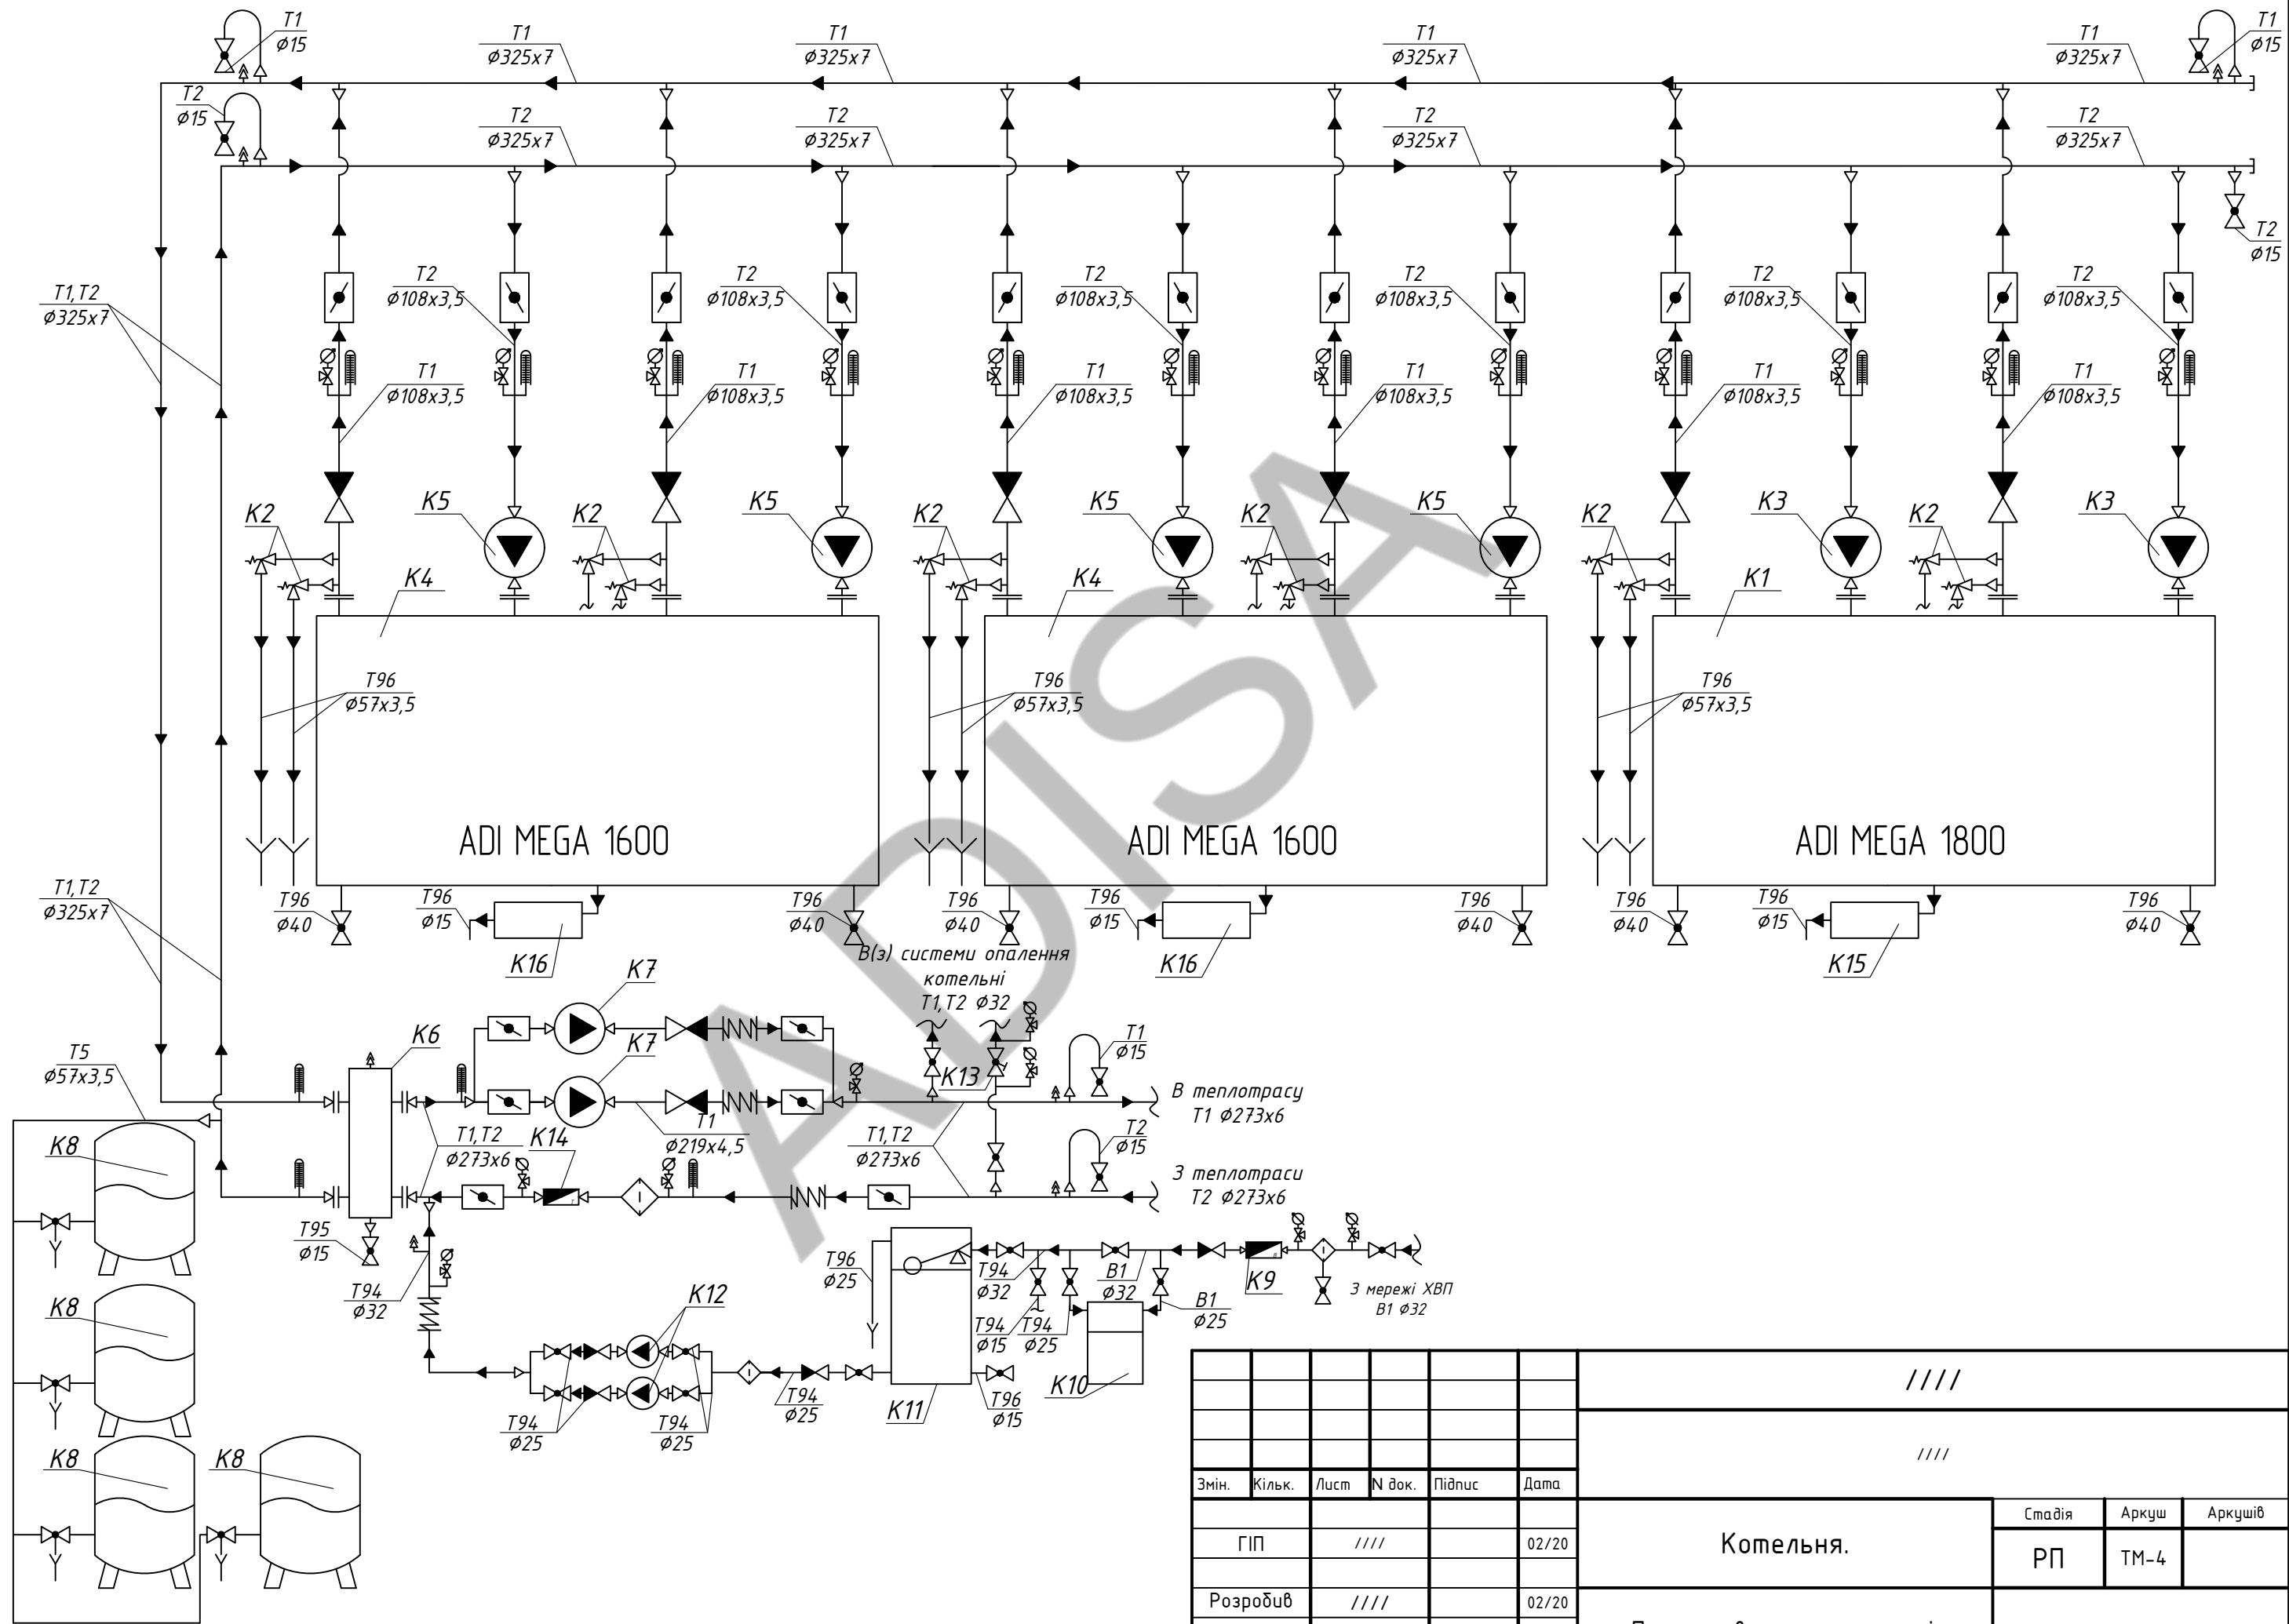 T1
ø15
T1
ø325x7
T1
ø325x7
T1
ø325x7
T1
ø325x7
T1
ø15
T2
ø15
T2
ø325x7
T2
ø325x7
T2
ø325x7
T2
ø325x7
T2
ø15
T1,T2
ø325x7
T2
ø108x3,5
T2
ø108x3,5
T2
ø108x3,5
T2
ø108x3,5
T2
ø108x3,5
T2
ø108x3,5
T1
ø108x3,5
T1
ø108x3,5
T1
ø108x3,5
T1
ø108x3,5
T1
ø108x3,5
T1
ø108x3,5
K2
K5
K2
K5
K2
K5
K2
K5
K2
K3
K2
K3
K4
K4
K1
T96
ø57x3,5
T96
ø57x3,5
T96
ø57x3,5
ADISA
ADI MEGA 1600
ADI MEGA 1600
ADI MEGA 1800
T1,T2
ø325x7
T96
ø40
T96
ø15
T96
ø40
T96
ø40
T96
ø15
T96
ø40
T96
ø40
T96
ø15
T96
ø40
K16
K16
K15
В(з) системи опалення
котельні
T1,T2 ø32
K7
K7
K6
T5
ø57x3,5
K13
T1
ø15
В теплотрасу
T1 ø273x6
T1,T2
ø273x6
K14
T1
ø219x4,5
T1,T2
ø273x6
T2
ø15
З теплотраси
T2 ø273x6
K8
T95
ø15
T94
ø32
T96
ø25
T94
ø32
B1
ø32
K9
З мережі ХВП
B1 ø32
B1
ø25
T94
ø15
T94
ø25
K8
K12
K10
K11
T96
ø15
T94
ø25
T94
ø25
T94
ø25
K8
K8
////
////
Змін.
Кільк.
Лист
N док.
Підпис
Дата
Стадія
Аркуш
Аркушів
ГІП
////
02/20
Котельня.
РП
ТМ-4
Розробив
////
02/20